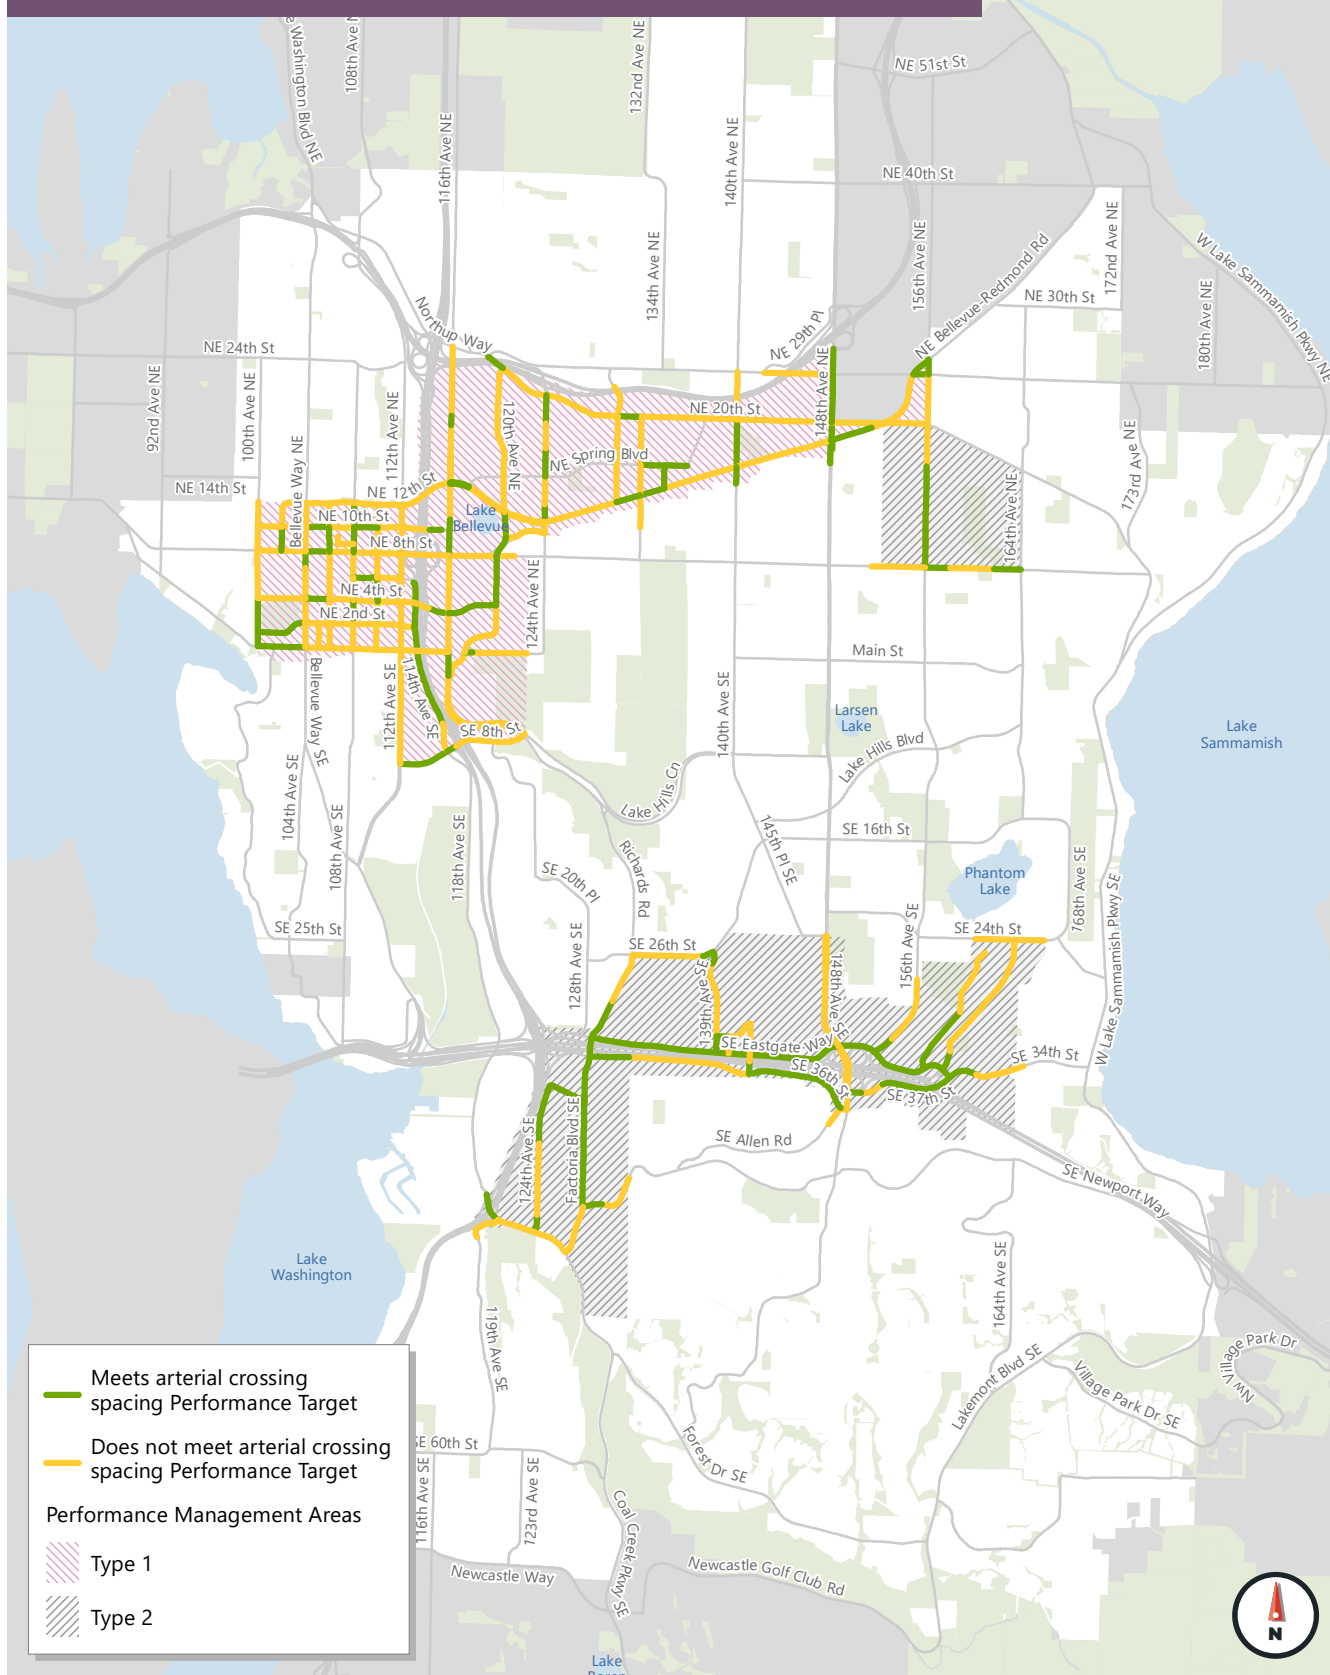 Washington Blvd NE
108th Ave N
132nd Ave NE
NE 51st St
116th Ave NE
140th Ave NE
NE 40th St
156th Ave NE
172nd Ave NE
W Lake Sammamish Pkwy NE
134th Ave NE
NE Bellevue-Redmond Rd
NE 30th St
180th Ave NE
Northup Way
NE 29th Pl
NE 24th St
148th Ave NE
92nd Ave NE
100th Ave NE
112th Ave NE
120th Ave NE
NE 20th St
173rd Ave NE
Bellevue Way NE
NE Spring Blvd
NE 14th St
NE 12th St
164th Ave NE
NE 10th St
Lake
Bellevue
NE 8th St
NE 4th St
124th Ave NE
NE 2nd St
Main St
Bellevue Way SE
112th Ave SE
114th Ave SE
140th Ave SE
Larsen
Lake
SE 8th St
Lake
Sammamish
Lake Hills Blvd
104th Ave SE
Lake Hills Cn
108th Ave SE
118th Ave SE
145th Pl SE
SE 16th St
Richards Rd
SE 20th Pl
Phantom
Lake
168th Ave SE
W Lake Sammamish Pkwy SE
SE 25th St
128th Ave SE
SE 26th St
156th Ave SE
SE 24th St
139th Ave SE
148th Ave SE
SE Eastgate Way
SE 34th St
SE 36th St
SE 37th St
124th Ave SE
Factoria Blvd SE
SE Allen Rd
SE Newport Way
Lake
Washington
164th Ave SE
119th Ave SE
NW Village Park Dr
Lakemont Blvd SE
Village Park Dr SE
Meets arterial crossing
spacing Performance Target
Does not meet arterial crossing
spacing Performance Target
Performance Management Areas
Type 1
Type 2
SE 60th St
116th Ave SE
123rd Ave SE
Forest Dr SE
Coal Creek Pkwy SE
Newcastle Way
Newcastle Golf Club Rd
N
Lake